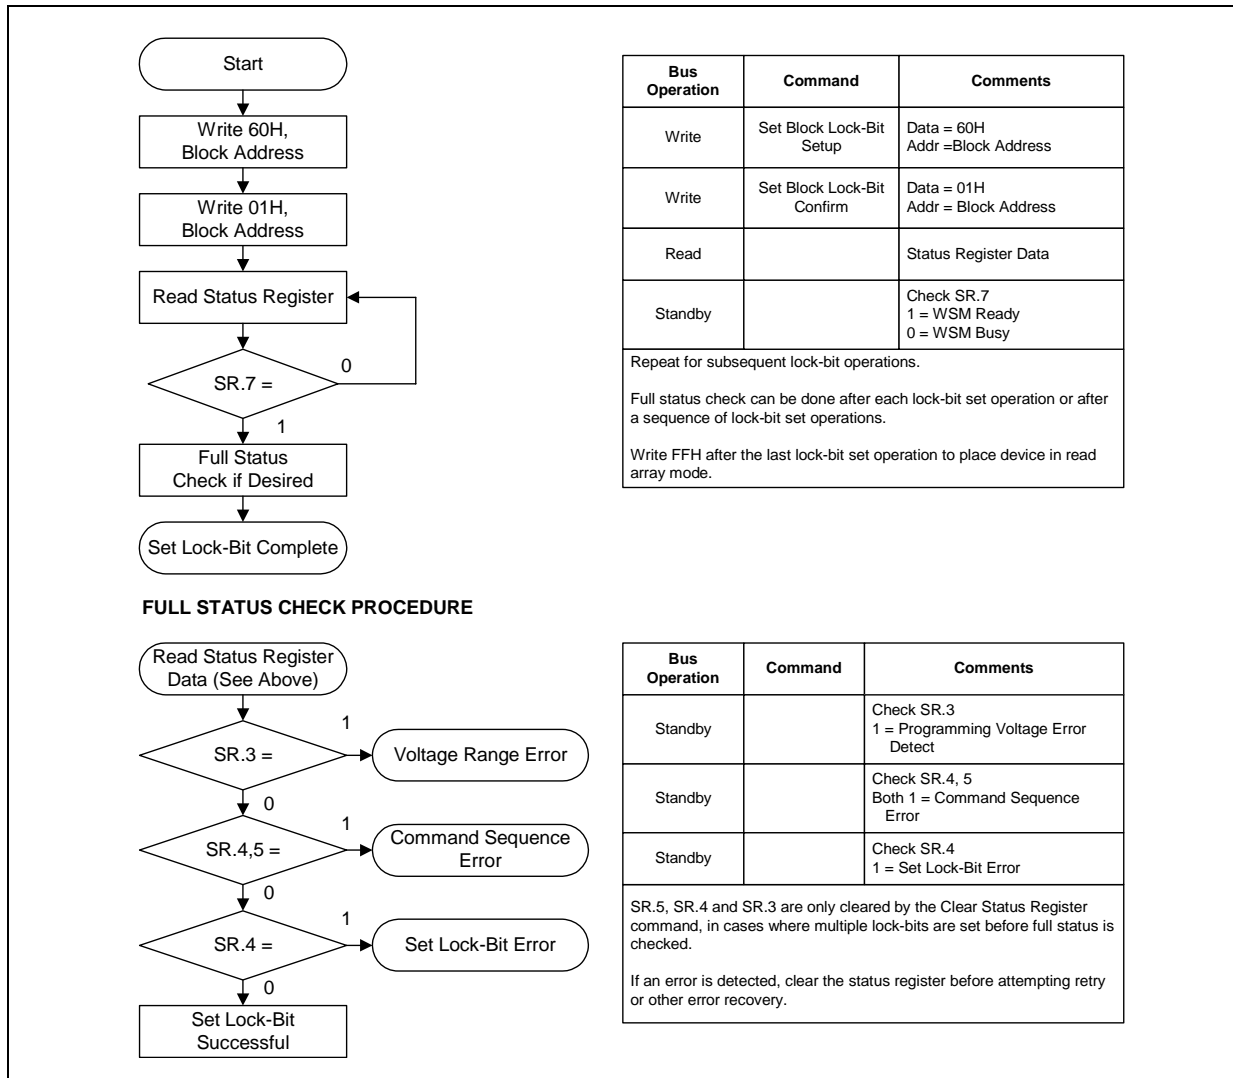 Start
Write 60H,
Block Address
Write 01H,
Block Address
Read Status Register
SR.7 =
0
1
Full Status
Check if Desired
Set Lock-Bit Complete
Bus
Operation
Command
Comments
Write
Set Block Lock-Bit
Setup
Data = 60H
Addr =Block Address
Write
Set Block Lock-Bit
Confirm
Data = 01H
Addr = Block Address
Read
Status Register Data
Standby
Check SR.7
1 = WSM Ready
0 = WSM Busy
Repeat for subsequent lock-bit operations.
Full status check can be done after each lock-bit set operation or after
a sequence of lock-bit set operations.
Write FFH after the last lock-bit set operation to place device in read
array mode.
FULL STATUS CHECK PROCEDURE
Read Status Register
Data (See Above)
SR.3 =
1
Voltage Range Error
0
SR.4,5 =
1
Command Sequence
Error
0
SR.4 =
1
Set Lock-Bit Error
0
Set Lock-Bit
Successful
Bus
Operation
Command
Comments
Standby
Check SR.3
1 = Programming Voltage Error
Detect
Standby
Check SR.4, 5
Both 1 = Command Sequence
Error
Standby
Check SR.4
1 = Set Lock-Bit Error
SR.5, SR.4 and SR.3 are only cleared by the Clear Status Register
command, in cases where multiple lock-bits are set before full status is
checked.
If an error is detected, clear the status register before attempting retry
or other error recovery.